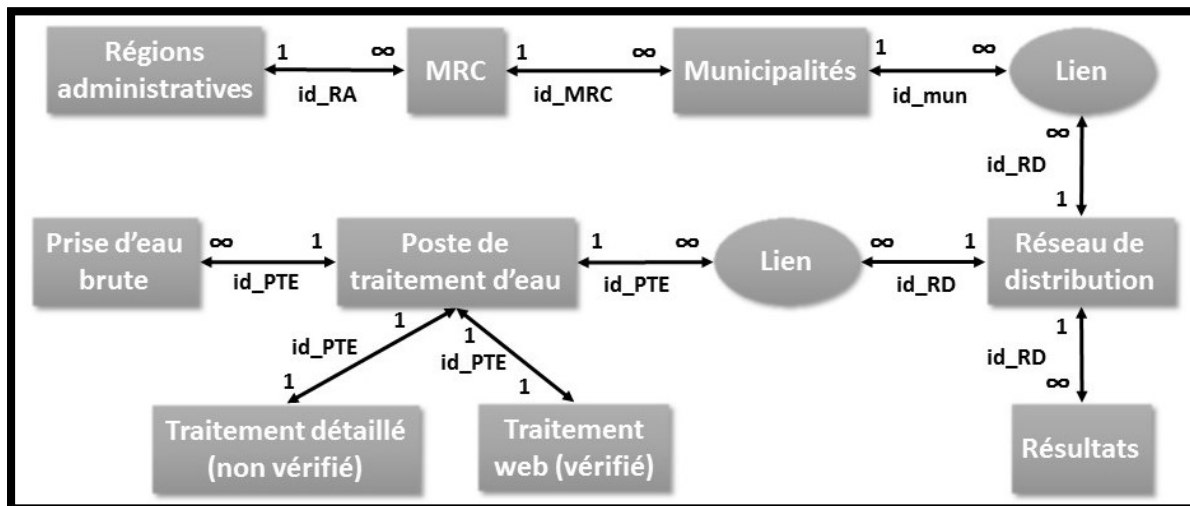 Régions
administratives
1
∞
id_RA
MRC
1
∞
id_MRC
Municipalités
1
∞
id_mun
Lien
∞
id_RD
1
Prise d'eau
brute
∞
1
id_PTE
Poste de
traitement d'eau
1
∞
id_PTE
Lien
∞
1
id_RD
Réseau de
distribution
1
id_PTE
1
1
id_PTE
1
1
id_RD
∞
Traitement détaillé
(non vérifié)
Traitement
web (vérifié)
Résultats